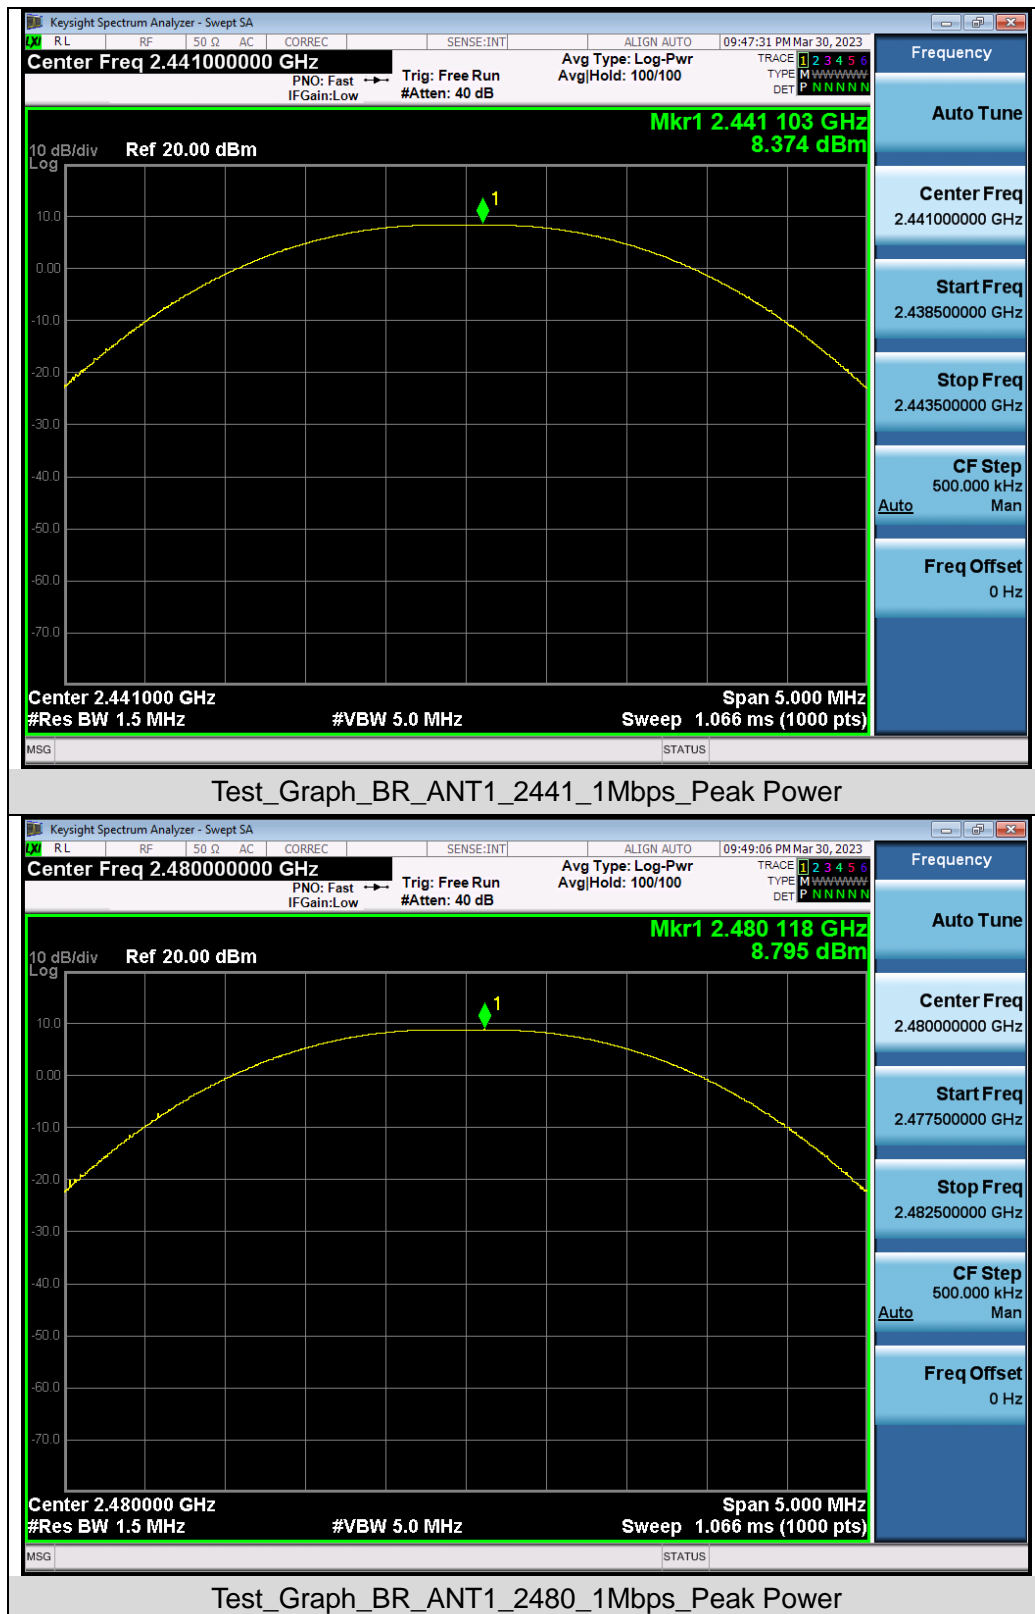 Keysight Spectrum Analyzer - Swept SA
LXI RL RF 50 Ω AC CORREC SENSE:INT ALIGN AUTO 09:47:31 PM Mar 30, 2023
Center Freq 2.441000000 GHz
PNO: Fast
IFGain:Low
Trig: Free Run
#Atten: 40 dB
Avg Type: Log-Pwr
Avg|Hold: 100/100
TRACE 1 2 3 4 5 6
TYPE M WWWWW
DET P N N N N N
Mkr1 2.441 103 GHz
8.374 dBm
10 dB/div Ref 20.00 dBm
Log
1
10.0
0.00
-10.0
-20.0
-30.0
-40.0
-50.0
-60.0
-70.0
Center 2.441000 GHz Span 5.000 MHz
#Res BW 1.5 MHz #VBW 5.0 MHz Sweep 1.066 ms (1000 pts)
MSG STATUS
Frequency
Auto Tune
Center Freq
2.441000000 GHz
Start Freq
2.438500000 GHz
Stop Freq
2.443500000 GHz
CF Step
500.000 kHz
Auto Man
Freq Offset
0 Hz
Test_Graph_BR_ANT1_2441_1Mbps_Peak Power
Keysight Spectrum Analyzer - Swept SA
LXI RL RF 50 Ω AC CORREC SENSE:INT ALIGN AUTO 09:49:06 PM Mar 30, 2023
Center Freq 2.480000000 GHz
PNO: Fast
IFGain:Low
Trig: Free Run
#Atten: 40 dB
Avg Type: Log-Pwr
Avg|Hold: 100/100
TRACE 1 2 3 4 5 6
TYPE M WWWWW
DET P N N N N N
Mkr1 2.480 118 GHz
8.795 dBm
10 dB/div Ref 20.00 dBm
Log
1
10.0
0.00
-10.0
-20.0
-30.0
-40.0
-50.0
-60.0
-70.0
Center 2.480000 GHz Span 5.000 MHz
#Res BW 1.5 MHz #VBW 5.0 MHz Sweep 1.066 ms (1000 pts)
MSG STATUS
Frequency
Auto Tune
Center Freq
2.480000000 GHz
Start Freq
2.477500000 GHz
Stop Freq
2.482500000 GHz
CF Step
500.000 kHz
Auto Man
Freq Offset
0 Hz
Test_Graph_BR_ANT1_2480_1Mbps_Peak Power